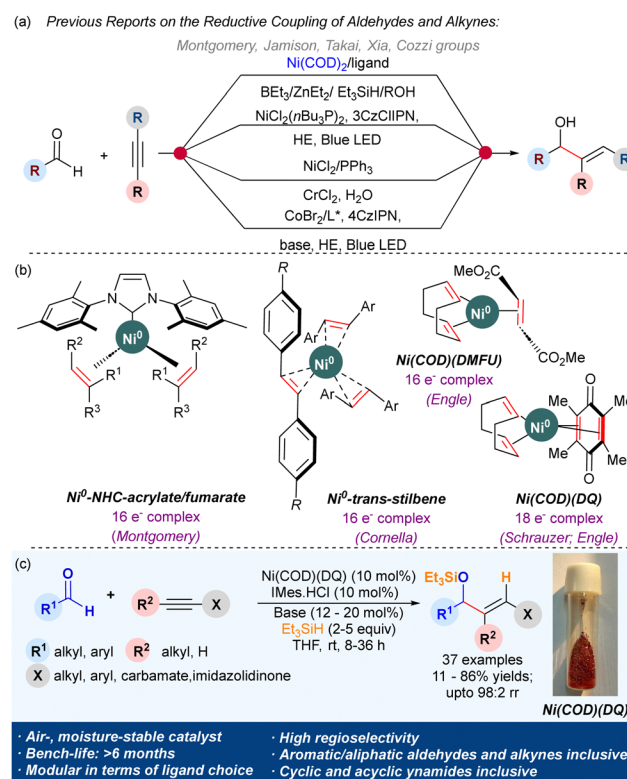 (a) Previous Reports on the Reductive Coupling of Aldehydes and Alkynes:
Montgomery, Jamison, Takai, Xia, Cozzi groups
Ni(COD)2/ligand
BEt3/ZnEt2/ Et3SiH/ROH
NiCl2(nBu3P)2, 3CzClIPN,
HE, Blue LED
NiCl2/PPh3
CrCl2, H2O
CoBr2/L*, 4CzIPN,
base, HE, Blue LED
O
R
H
+
R
R
OH
R
R
R
(b)
Ni0
N
N
R2
R1
R3
R2
R1
R3
Ni0-NHC-acrylate/fumarate
16 e- complex
(Montgomery)
R
Ar
Ar
Ni0
Ar
Ar
R
Ni0-trans-stilbene
16 e- complex
(Cornella)
MeO2C
Ni0
CO2Me
Ni(COD)(DMFU)
16 e- complex
(Engle)
O
Me
Me
Ni0
Me
Me
O
Ni(COD)(DQ)
18 e- complex
(Schrauzer; Engle)
(c)
O
R1
H
+
R2
X
Ni(COD)(DQ) (10 mol%)
IMes.HCl (10 mol%)
Base (12 - 20 mol%)
Et3SiH (2-5 equiv)
THF, rt, 8-36 h
Et3SiO
H
R1
X
R2
R1 alkyl, aryl
R2 alkyl, H
X alkyl, aryl, carbamate,imidazolidinone
37 examples
11 - 86% yields;
upto 98:2 rr
Ni(COD)(DQ)
· Air-, moisture-stable catalyst
· Bench-life: >6 months
· Modular in terms of ligand choice
· High regioselectivity
· Aromatic/aliphatic aldehydes and alkynes inclusive
· Cyclic and acyclic ynamides inclusive